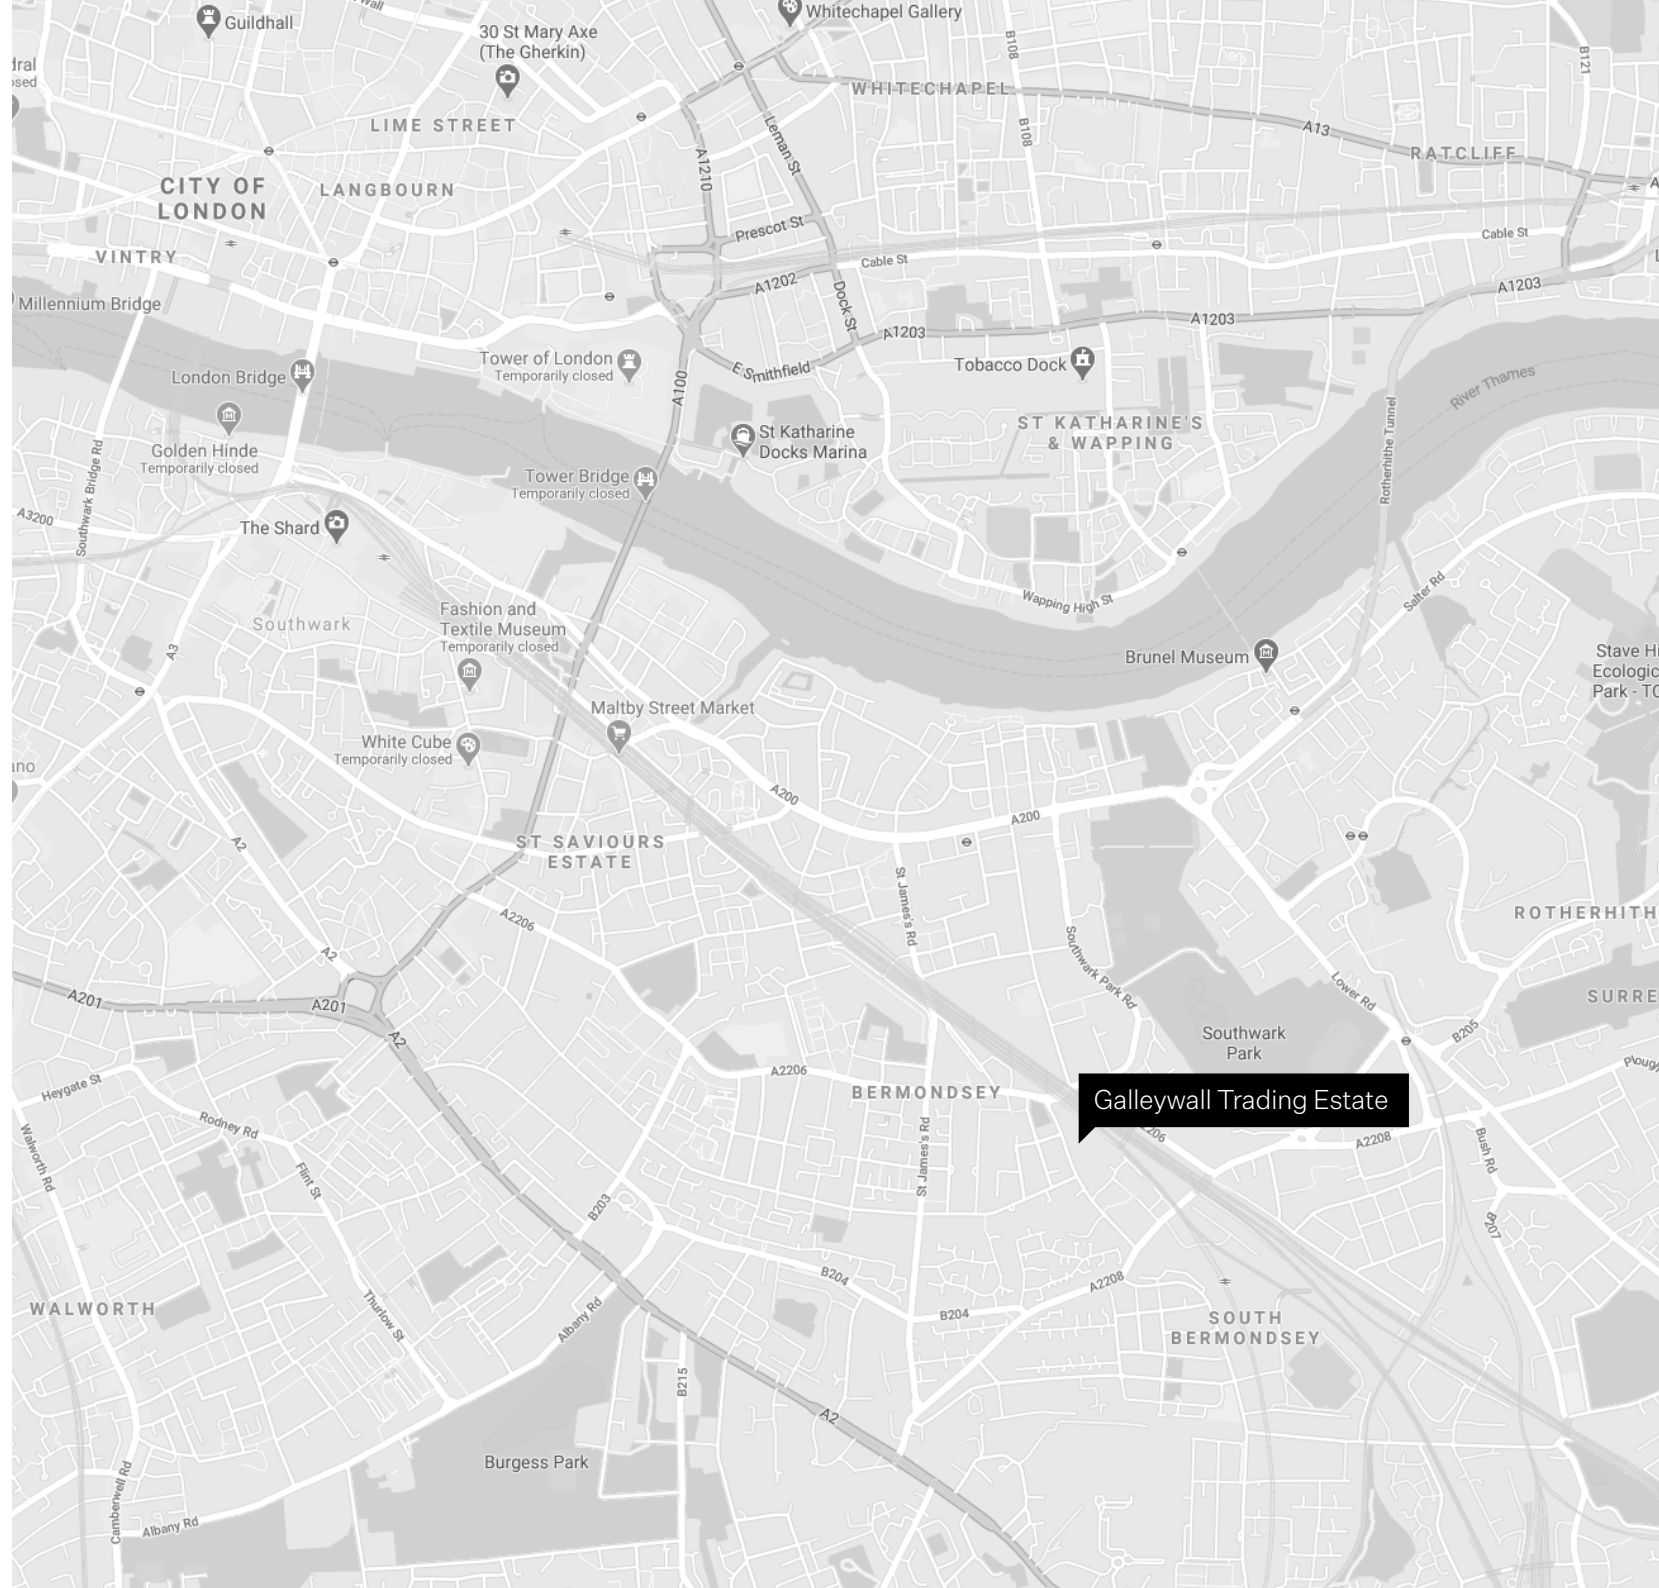 Guildhall
30 St Mary Axe
(The Gherkin)
Whitechapel Gallery
B108
B121
WHITECHAPEL
LIME STREET
Leman St
B108
A13
RATCLIFF
A1210
CITY OF
LONDON
LANGBOURN
Prescot St
Cable St
Cable St
VINTRY
A1202
A1203
Millennium Bridge
Dock St
A1203
A1203
Tower of London
Temporarily closed
E Smithfield
Tobacco Dock
London Bridge
A100
River Thames
Golden Hinde
Temporarily closed
St Katharine
Docks Marina
ST KATHARINE'S
& WAPPING
Rotherhithe Tunnel
Southwark Bridge Rd
Tower Bridge
Temporarily closed
A3200
The Shard
Wapping High St
Salter Rd
Fashion and
Textile Museum
Temporarily closed
Southwark
A3
Brunel Museum
Stave Hi
Ecologic
Park - TC
Maltby Street Market
White Cube
Temporarily closed
A200
A200
A2
ST SAVIOURS
ESTATE
St James's Rd
A2206
ROTHERHITH
Southwark Park Rd
A2
Lower Rd
SURRE
A201
A201
A2
Southwark
Park
B205
Plough
A2206
Heygate St
BERMONDSEY
Galleywall Trading Estate
2206
A2208
Rodney Rd
Walworth Rd
St James's Rd
Bush Rd
Flint St
B203
B207
B204
A2208
WALWORTH
Thurlow St
Albany Rd
B204
SOUTH
BERMONDSEY
B215
A2
Burgess Park
Camberwell Rd
Albany Rd